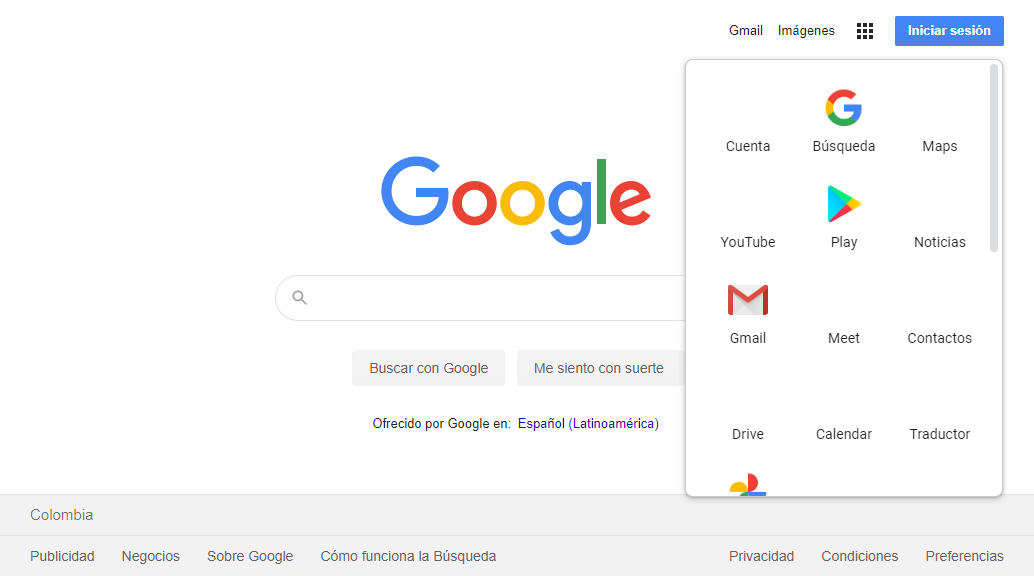 Gmail Imágenes Iniciar sesión
Google
Buscar con Google Me siento con suerte
Ofrecido por Google en: Español (Latinoamérica)
Cuenta Búsqueda Maps
YouTube Play Noticias
Gmail Meet Contactos
Drive Calendar Traductor
Colombia
Publicidad Negocios Sobre Google Cómo funciona la Búsqueda Privacidad Condiciones Preferencias